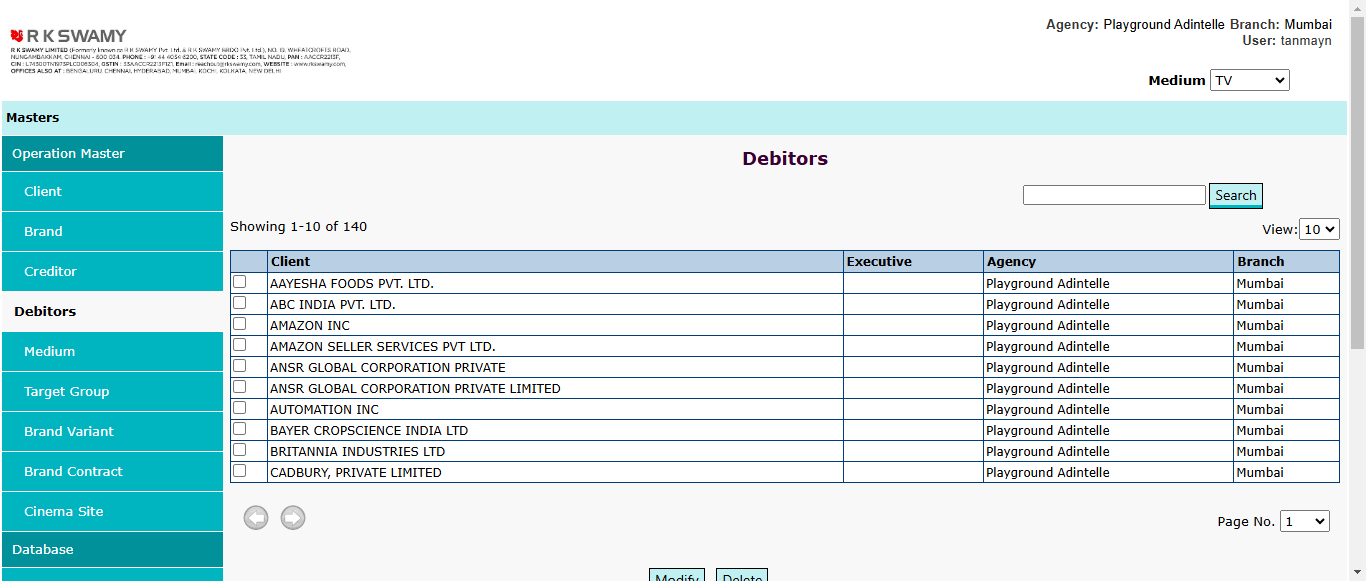 R K SWAMY
R K SWAMY LIMITED (Formerly known as R K SWAMY Pvt. Ltd. & R K SWAMY BBDO Pvt. Ltd.), NO. 19, WHEATCROFTS ROAD,
NUNGAMBAKKAM, CHENNAI - 600 034. PHONE : +91 44 4054 6200, STATE CODE : 33, TAMIL NADU, PAN : AACCR2213F,
Email : reachout@rkswamy.com, WEBSITE : www.rkswamy.com,
OFFICES ALSO AT : BENGALURU, CHENNAI, HYDERABAD, MUMBAI, KOCHI, KOLKATA, NEW DELHI
Agency: Playground Adintelle Branch: Mumbai
User: tanmayn
Medium TV
Masters
Operation Master
Client
Brand
Creditor
Debitors
Medium
Target Group
Brand Variant
Brand Contract
Cinema Site
Database
Debitors
Search
Showing 1-10 of 140
View: 10
Client Executive Agency Branch
AAYESHA FOODS PVT. LTD. Playground Adintelle Mumbai
ABC INDIA PVT. LTD. Playground Adintelle Mumbai
AMAZON INC Playground Adintelle Mumbai
AMAZON SELLER SERVICES PVT LTD. Playground Adintelle Mumbai
ANSR GLOBAL CORPORATION PRIVATE Playground Adintelle Mumbai
ANSR GLOBAL CORPORATION PRIVATE LIMITED Playground Adintelle Mumbai
AUTOMATION INC Playground Adintelle Mumbai
BAYER CROPSCIENCE INDIA LTD Playground Adintelle Mumbai
BRITANNIA INDUSTRIES LTD Playground Adintelle Mumbai
CADBURY, PRIVATE LIMITED Playground Adintelle Mumbai
Page No. 1
Modify Delete